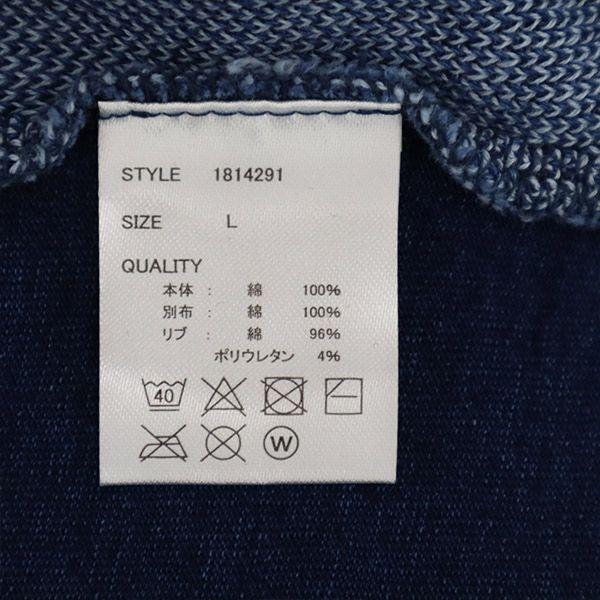 STYLE 1814291
SIZE L
QUALITY
本体 : 綿 100%
別布 : 綿 100%
リブ : 綿 96%
ポリウレタン 4%
40
W